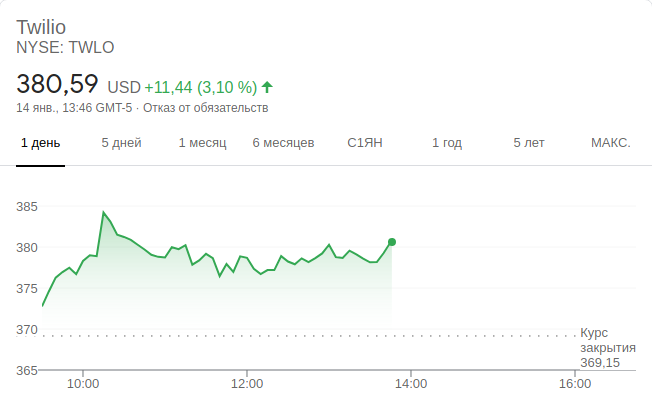 Twilio
NYSE: TWLO
380,59 USD +11,44 (3,10 %)
14 янв., 13:46 GMT-5 · Отказ от обязательств
1 день 5 дней 1 месяц 6 месяцев С1ЯН 1 год 5 лет МАКС.
385
380
375
370
Курс
закрытия
369,15
365
10:00 12:00 14:00 16:00